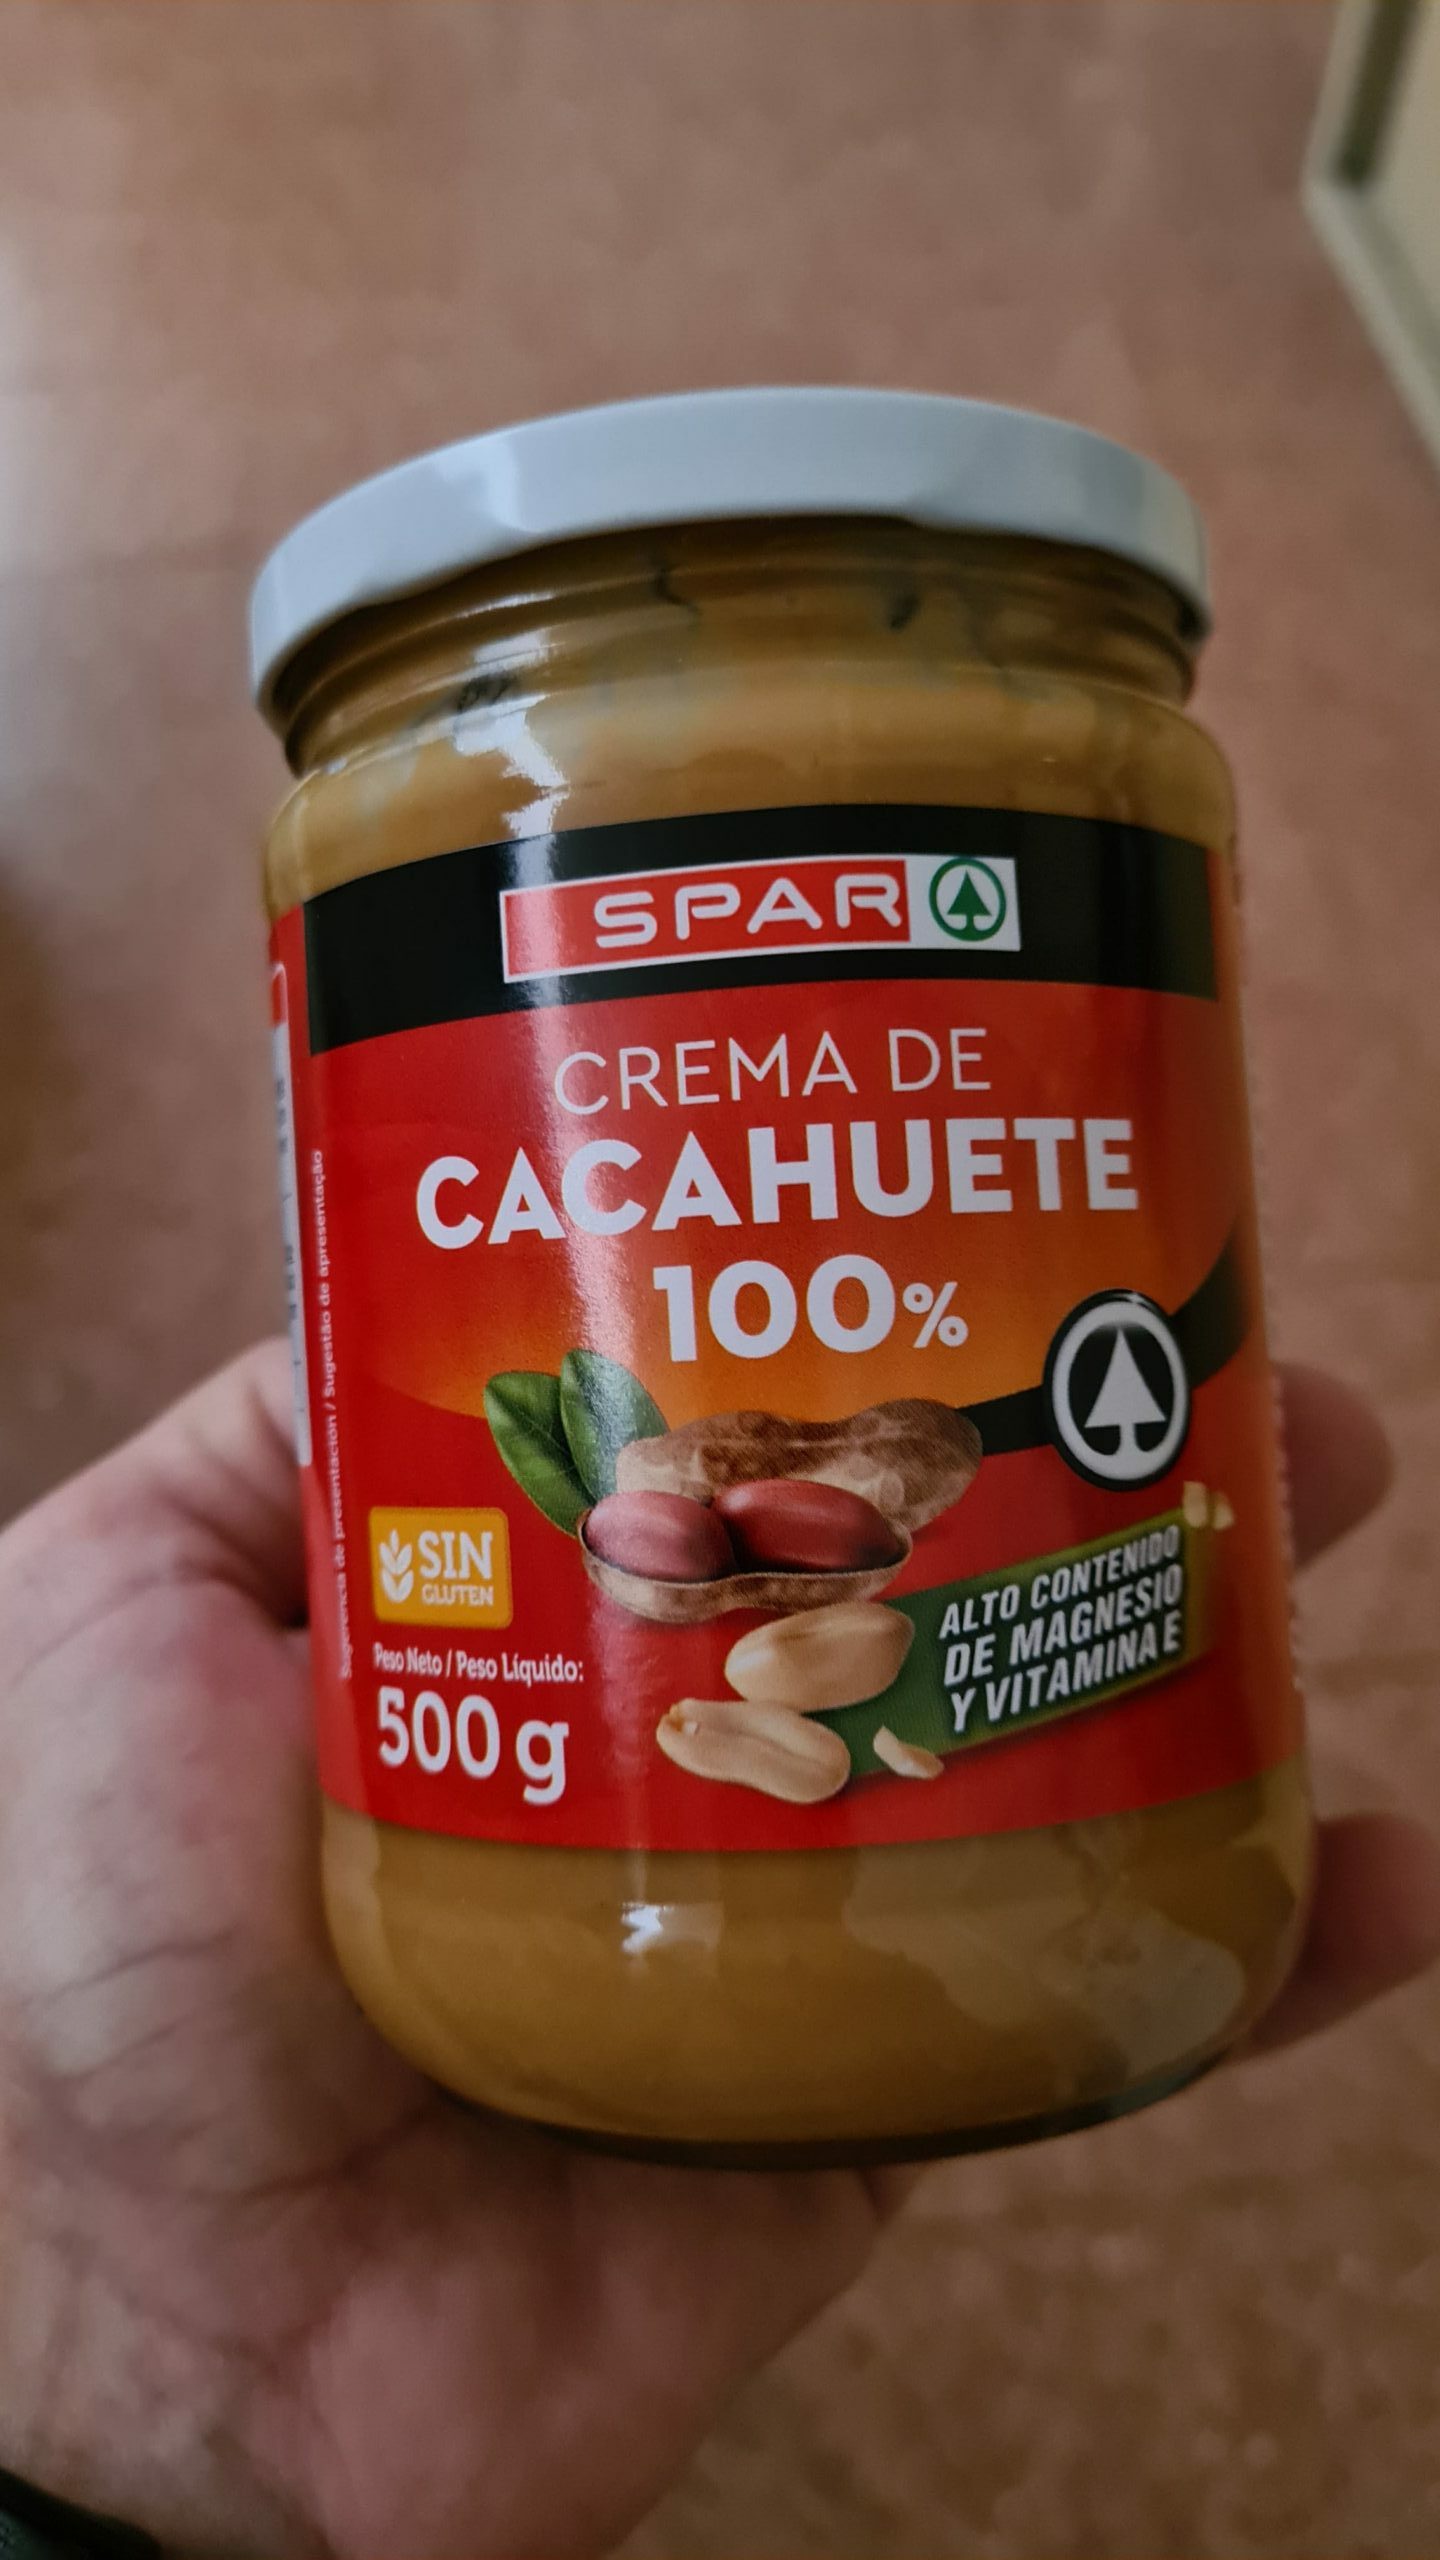 SPAR
CREMA DE
CACAHUETE
100%
SIN
GLUTEN
Peso Neto / Peso Líquido:
500 g
ALTO CONTENIDO
DE MAGNESIO
Y VITAMINA E
Sugerencia de presentación / Sugestão de apresentação